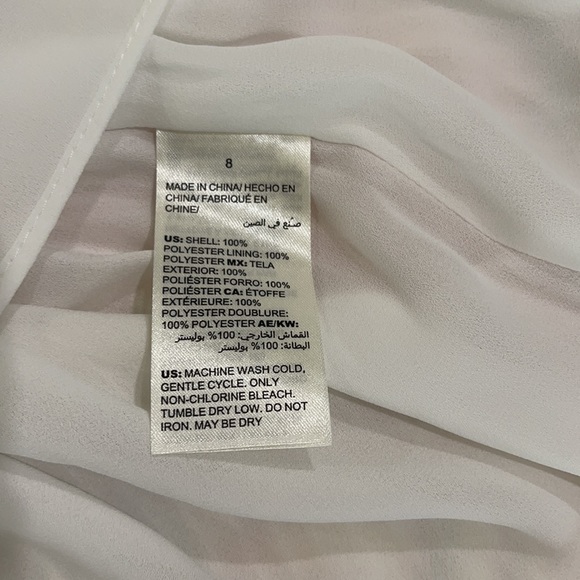 8
MADE IN CHINA/ HECHO EN
CHINA/ FABRIQUÉ EN
CHINE/
صنع في الصين
US: SHELL: 100%
POLYESTER LINING: 100%
POLYESTER MX: TELA
EXTERIOR: 100%
POLIÉSTER FORRO: 100%
POLIÉSTER CA: ÉTOFFE
EXTÉRIEURE: 100%
POLYESTER DOUBLURE:
100% POLYESTER AE/KW:
القماش الخارجي: 100% بوليستر
البطانة: 100% بوليستر
US: MACHINE WASH COLD,
GENTLE CYCLE. ONLY
NON-CHLORINE BLEACH.
TUMBLE DRY LOW. DO NOT
IRON. MAY BE DRY